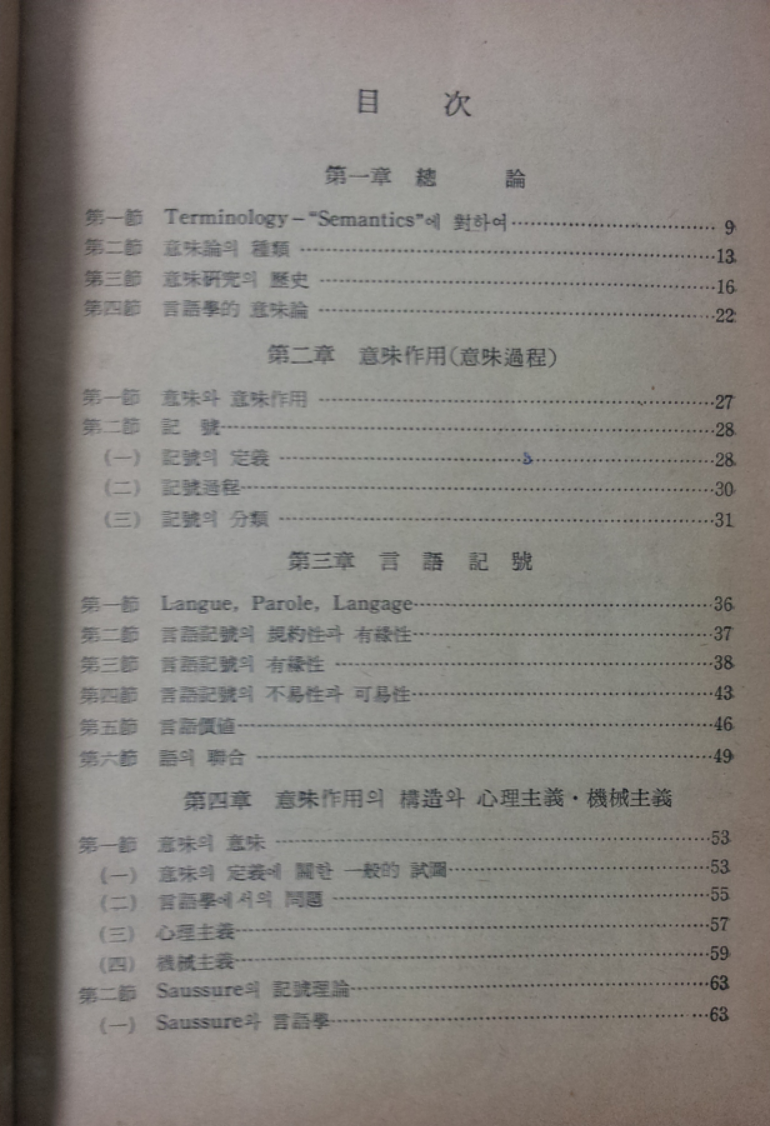 目 次
第一章 總 論
第一節 Terminology－“Semantics”에 對하여 9
第二節 意味論의 種類 13
第三節 意味硏究의 歷史 16
第四節 言語學的 意味論 22
第二章 意味作用(意味過程)
第一節 意味와 意味作用 27
第二節 記 號 28
(一) 記號의 定義 28
(二) 記號過程 30
(三) 記號의 分類 31
第三章 言 語 記 號
第一節 Langue, Parole, Langage 36
第二節 言語記號의 規約性과 有緣性 37
第三節 言語記號의 有緣性 38
第四節 言語記號의 不易性과 可易性 43
第五節 言語價値 46
第六節 語의 聯合 49
第四章 意味作用의 構造와 心理主義·機械主義
第一節 意味의 意味 53
(一) 意味의 定義에 關한 一般的 試圖 53
(二) 言語學에서의 問題 55
(三) 心理主義 57
(四) 機械主義 59
第二節 Saussure의 記號理論 63
(一) Saussure와 言語學 63